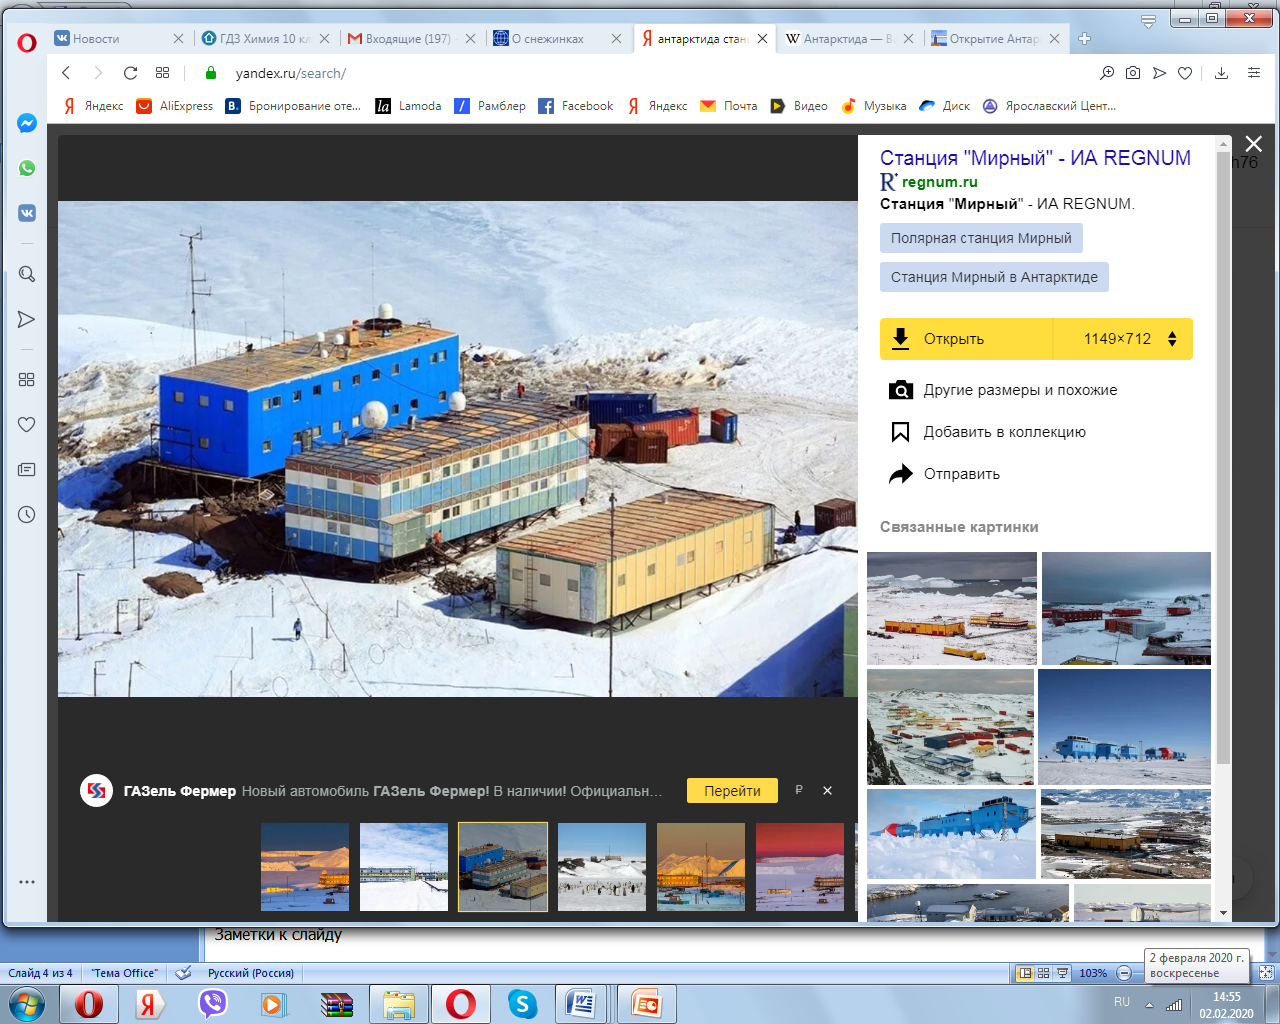 Новости
ГДЗ Химия 10 кл
Входящие (197)
О снежинках
антарктида стан
Антарктида — В
Открытие Антар
yandex.ru/search/
Яндекс
AliExpress
Бронирование оте...
Lamoda
Рамблер
Facebook
Яндекс
Почта
Видео
Музыка
Диск
Ярославский Цент...
h76
Станция "Мирный" - ИА REGNUM
regnum.ru
Станция "Мирный" - ИА REGNUM.
Полярная станция Мирный
Станция Мирный в Антарктиде
Открыть
1149×712
Другие размеры и похожие
Добавить в коллекцию
Отправить
Связанные картинки
ГАЗель Фермер Новый автомобиль ГАЗель Фермер! В наличии! Официальн...
Перейти
₽
Заметки к слайду
Слайд 4 из 4
"Тема Office"
Русский (Россия)
103%
2 февраля 2020 г.
воскресенье
RU
14:55
02.02.2020